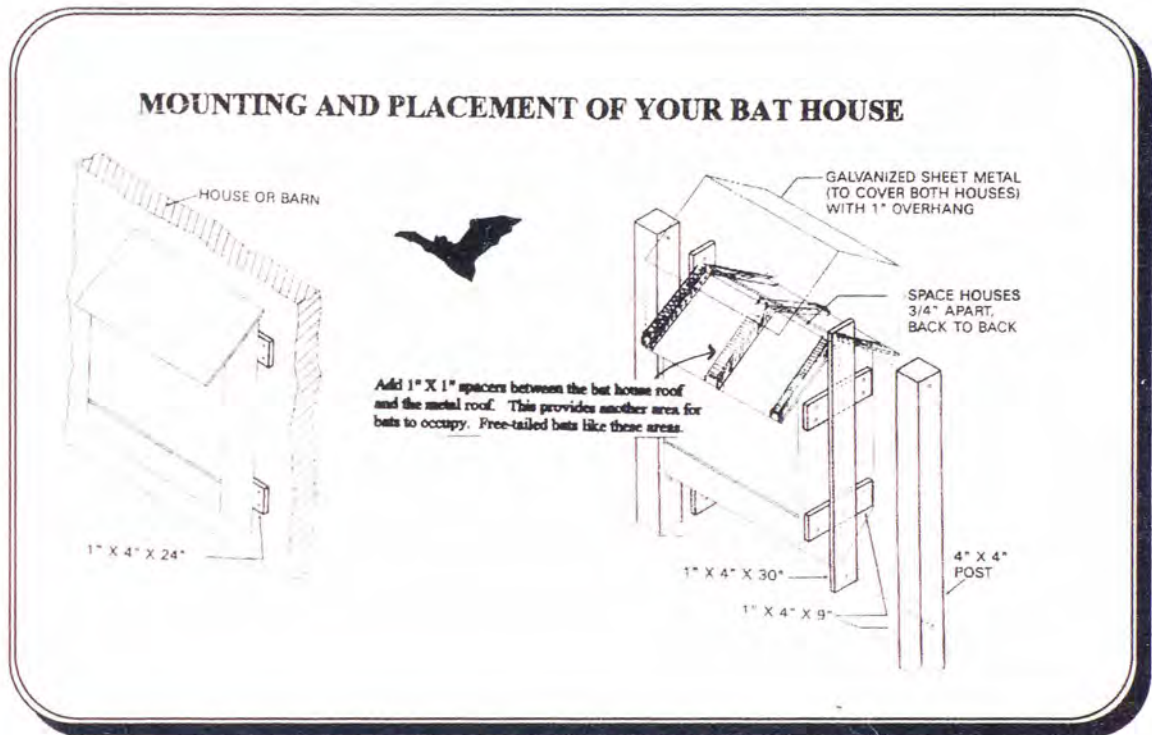 MOUNTING AND PLACEMENT OF YOUR BAT HOUSE
HOUSE OR BARN
1" X 4" X 24"
GALVANIZED SHEET METAL
(TO COVER BOTH HOUSES)
WITH 1" OVERHANG
SPACE HOUSES
3/4" APART,
BACK TO BACK
Add 1" X 1" spacers between the bat house roof
and the metal roof. This provides another area for
bats to occupy. Free-tailed bats like these areas.
1" X 4" X 30"
1" X 4" X 9"
4" X 4"
POST